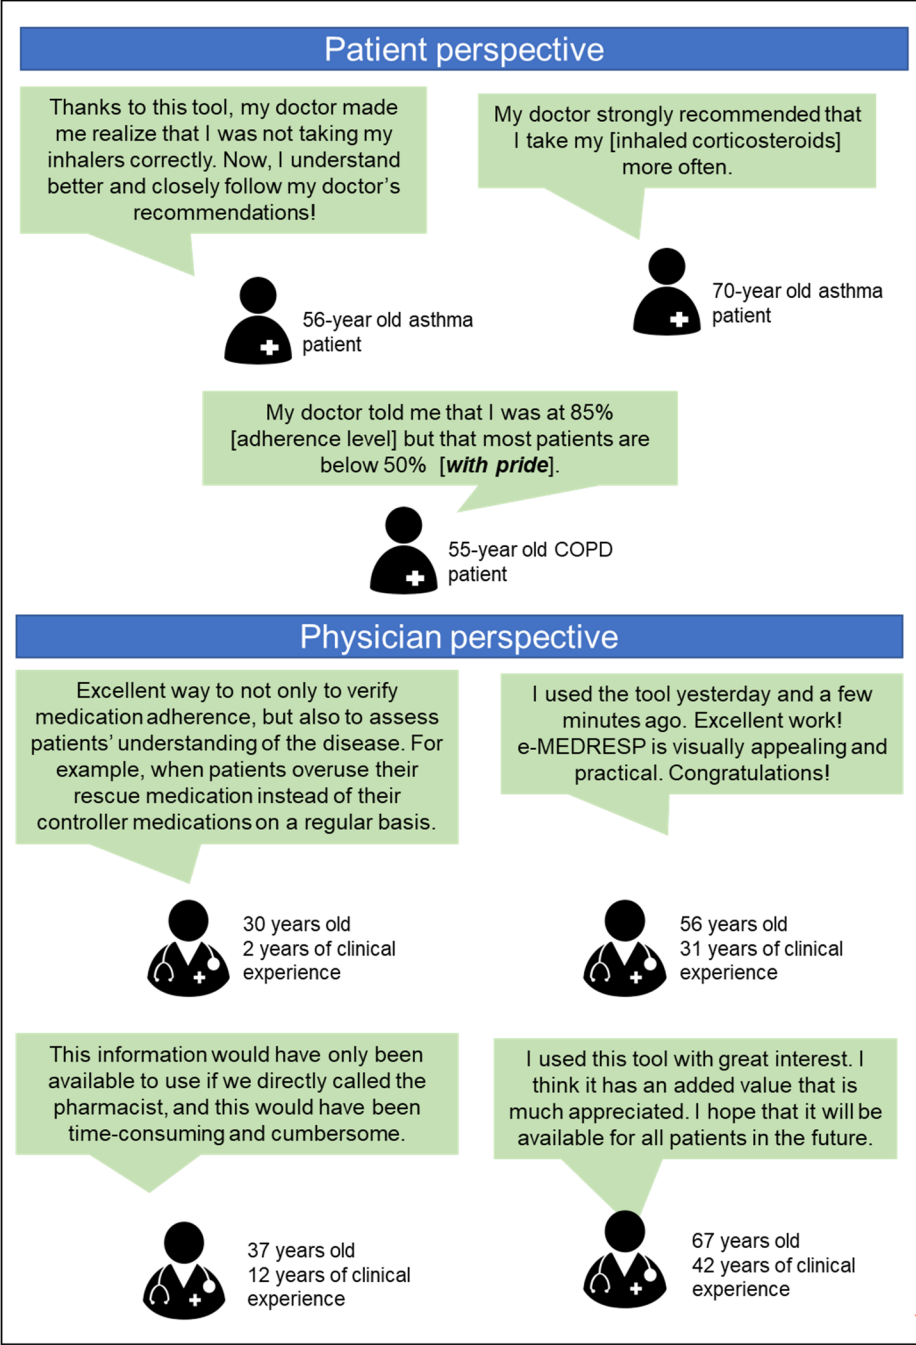 Patient perspective
Thanks to this tool, my doctor made
me realize that I was not taking my
inhalers correctly. Now, I understand
better and closely follow my doctor's
recommendations!
My doctor strongly recommended that
I take my [inhaled corticosteroids]
more often.
56-year old asthma
patient
70-year old asthma
patient
My doctor told me that I was at 85%
[adherence level] but that most patients are
below 50% [with pride].
55-year old COPD
patient
Physician perspective
Excellent way to not only to verify
medication adherence, but also to assess
patients' understanding of the disease. For
example, when patients overuse their
rescue medication instead of their
controller medications on a regular basis.
I used the tool yesterday and a few
minutes ago. Excellent work!
e-MEDRESP is visually appealing and
practical. Congratulations!
30 years old
2 years of clinical
experience
56 years old
31 years of clinical
experience
This information would have only been
available to use if we directly called the
pharmacist, and this would have been
time-consuming and cumbersome.
I used this tool with great interest. I
think it has an added value that is
much appreciated. I hope that it will be
available for all patients in the future.
37 years old
12 years of clinical
experience
67 years old
42 years of clinical
experience